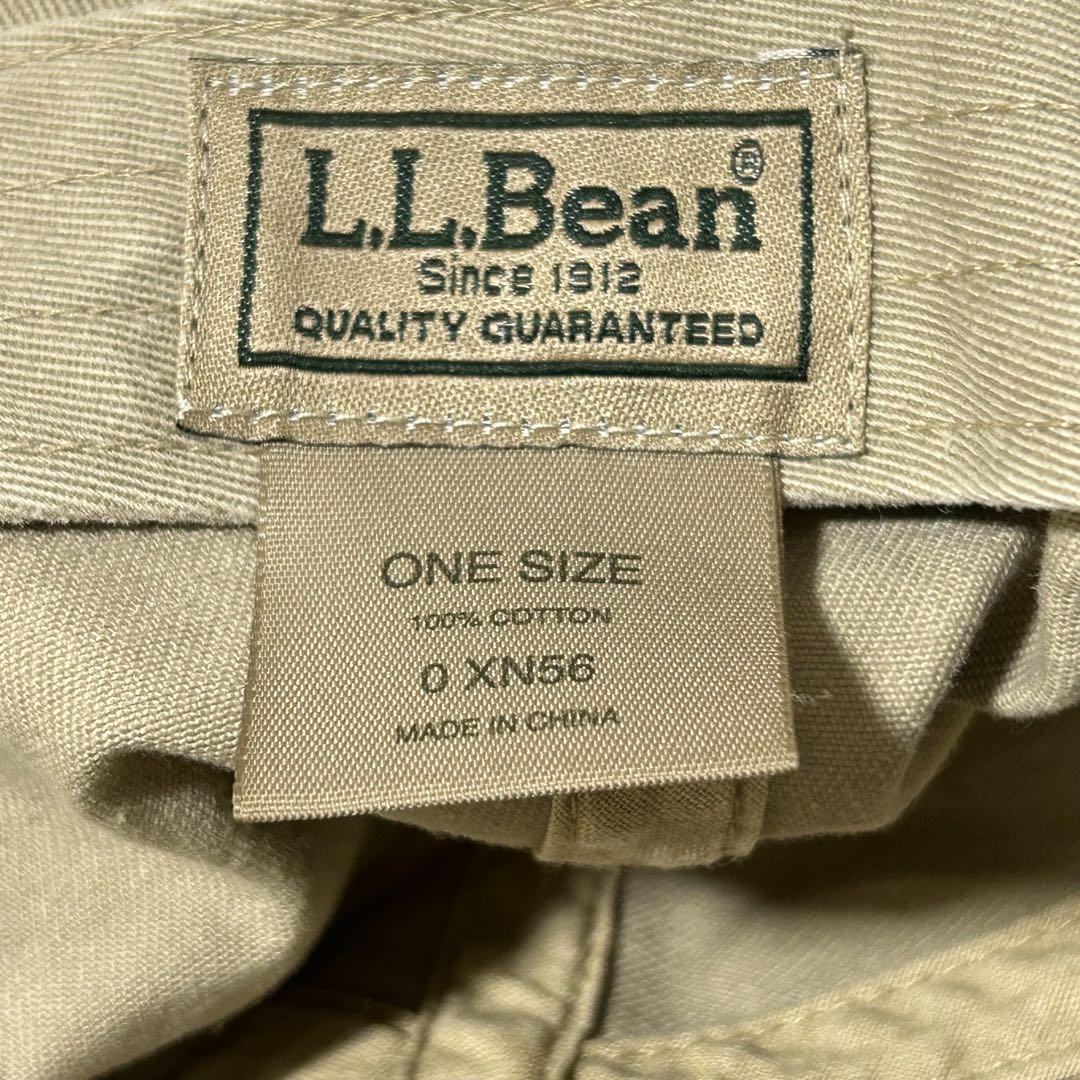 L.L.Bean®
Since 1912
QUALITY GUARANTEED
ONE SIZE
100% COTTON
0 XN56
MADE IN CHINA